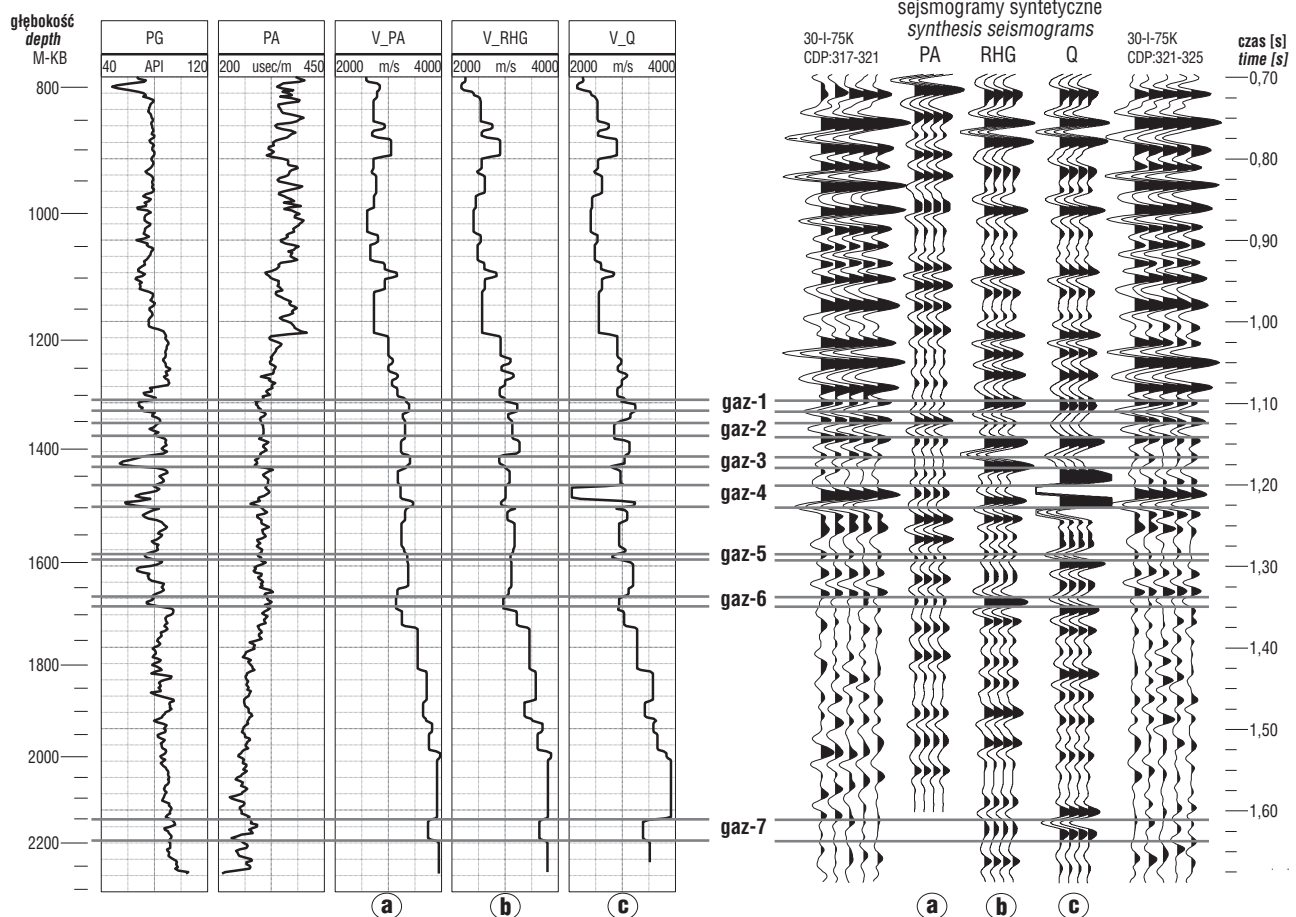 głębokość
depth
M-KB
PG
PA
V_PA
V_RHG
V_Q
40 API 120
200 usec/m 450
2000 m/s 4000
2000 m/s 4000
2000 m/s 4000
800
1000
1200
1400
1600
1800
2000
2200
a
b
c
sejsmogramy syntetyczne
synthesis seismograms
30-I-75K
CDP:317-321
PA
RHG
Q
30-I-75K
CDP:321-325
czas [s]
time [s]
0,70
0,80
0,90
1,00
1,10
1,20
1,30
1,40
1,50
1,60
gaz-1
gaz-2
gaz-3
gaz-4
gaz-5
gaz-6
gaz-7
a
b
c